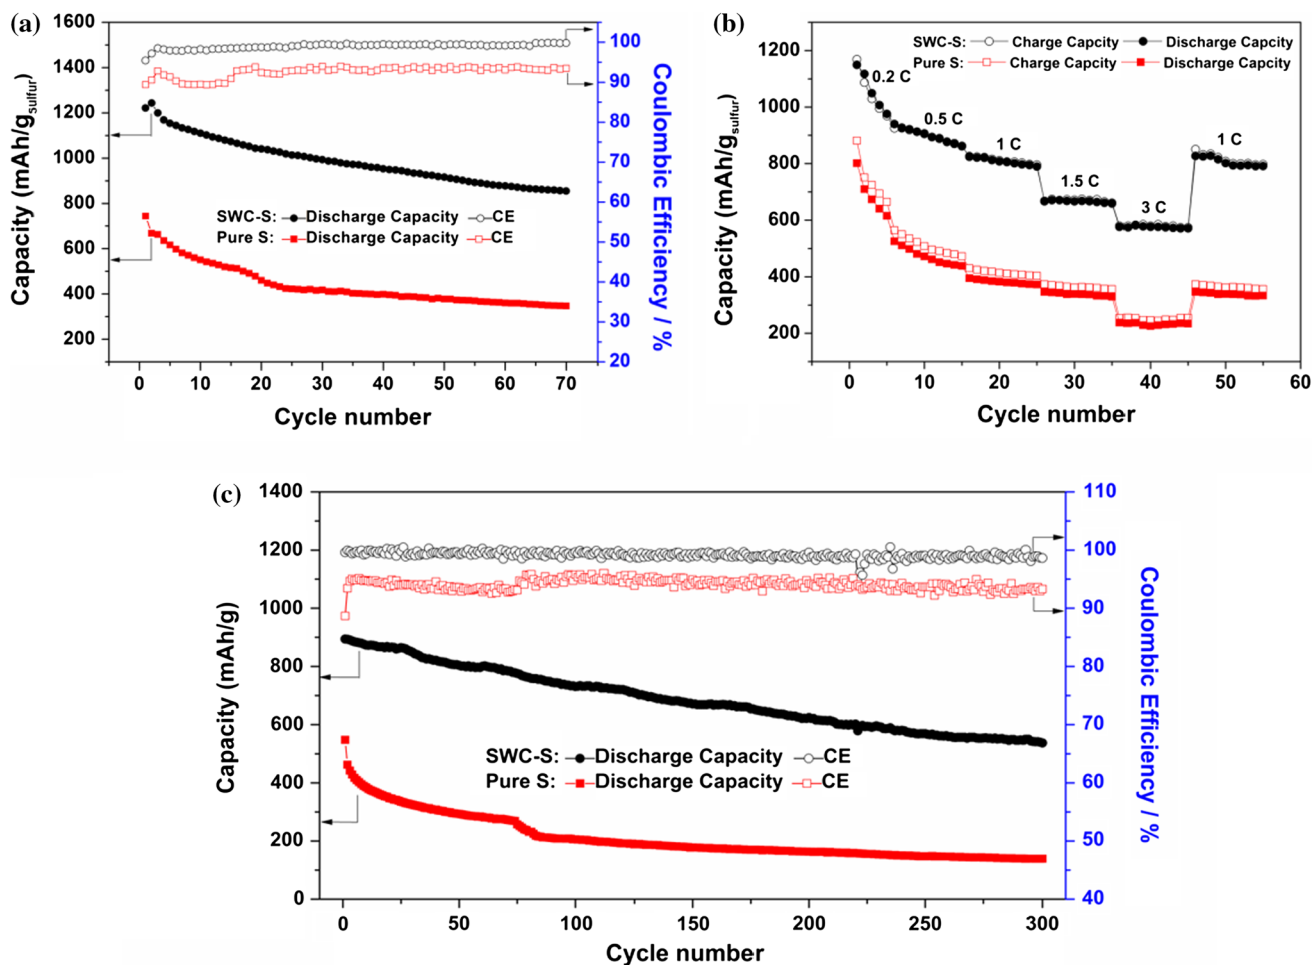 (a)
1600
1400
1200
1000
800
600
400
200
Capacity (mAh/gsulfur)
SWC-S: Discharge Capacity CE
Pure S: Discharge Capacity CE
100
90
80
70
60
50
40
30
20
Coulombic Efficiency / %
0 10 20 30 40 50 60 70
Cycle number
(b)
1200
1000
800
600
400
200
Capacity (mAh/gsulfur)
SWC-S: Charge Capcity Discharge Capcity
Pure S: Charge Capcity Discharge Capcity
0.2 C
0.5 C
1 C
1.5 C
3 C
1 C
0 10 20 30 40 50 60
Cycle number
(c)
1400
1200
1000
800
600
400
200
0
Capacity (mAh/g)
SWC-S: Discharge Capacity CE
Pure S: Discharge Capacity CE
110
100
90
80
70
60
50
40
Coulombic Efficiency / %
0 50 100 150 200 250 300
Cycle number